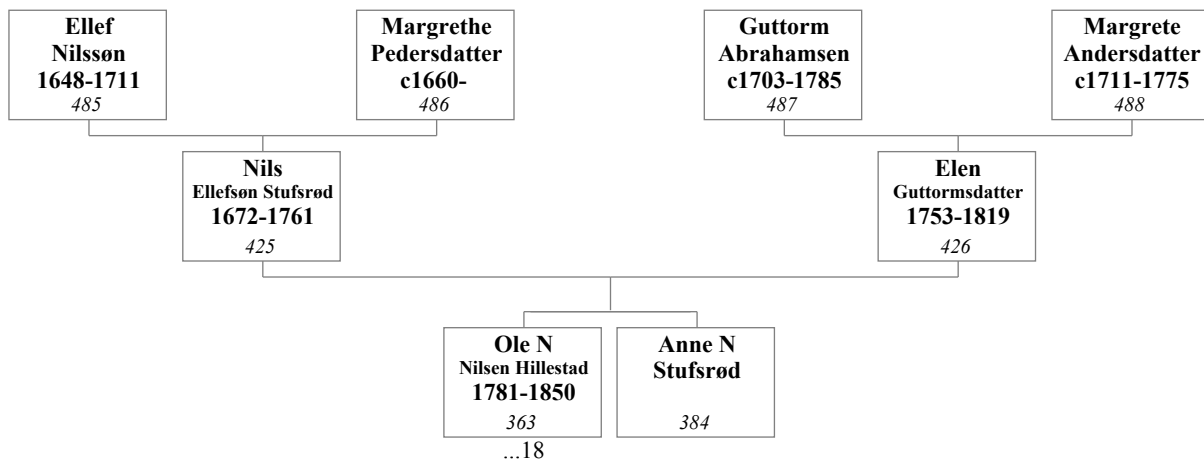 Ellef
Nilssøn
1648-1711
485
Margrethe
Pedersdatter
c1660-
486
Guttorm
Abrahamsen
c1703-1785
487
Margrete
Andersdatter
c1711-1775
488
Nils
Ellefsøn Stufsrød
1672-1761
425
Elen
Guttormsdatter
1753-1819
426
Ole N
Nilsen Hillestad
1781-1850
363
...18
Anne N
Stufsrød
384